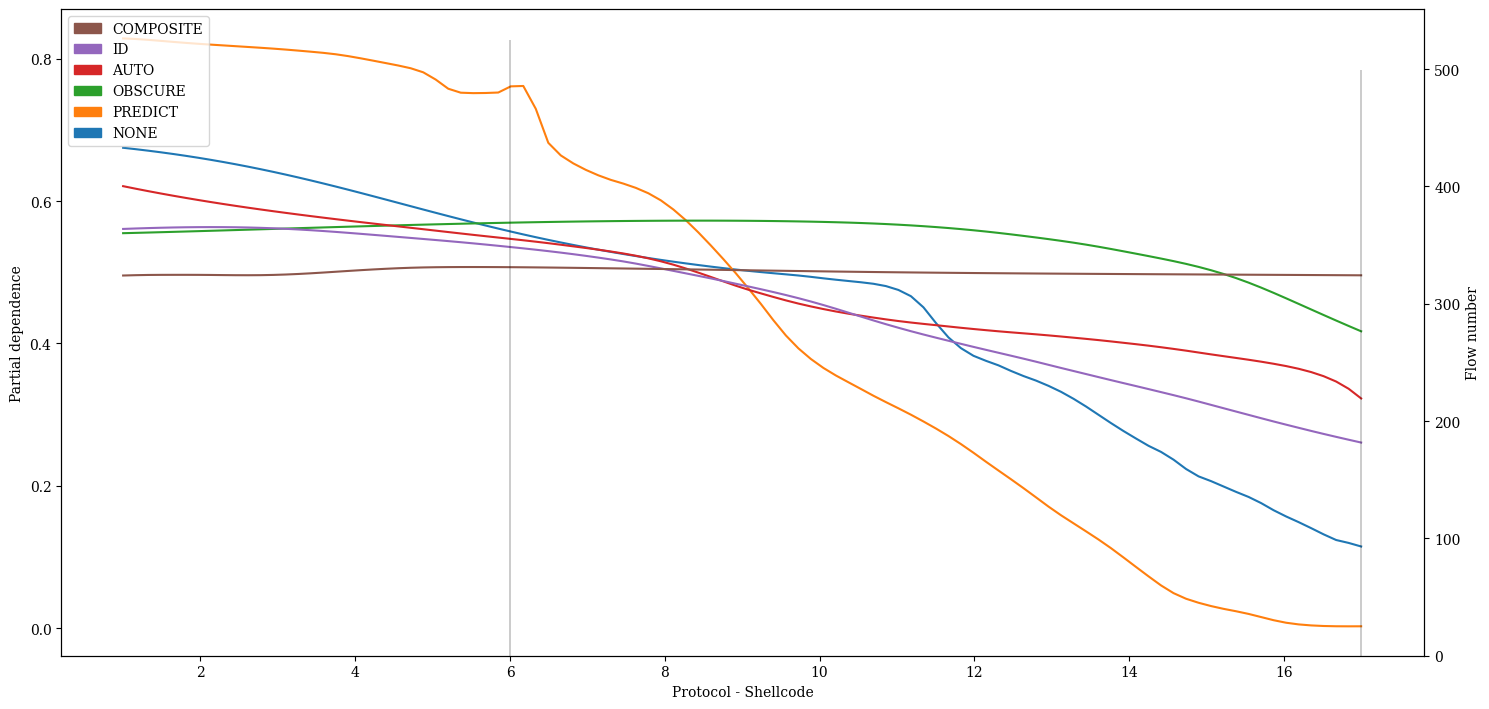 COMPOSITE
ID
AUTO
OBSCURE
PREDICT
NONE
Partial dependence
0.8
0.6
0.4
0.2
0.0
2 4 6 8 10 12 14 16
Protocol - Shellcode
500
400
300
200
100
0
Flow number